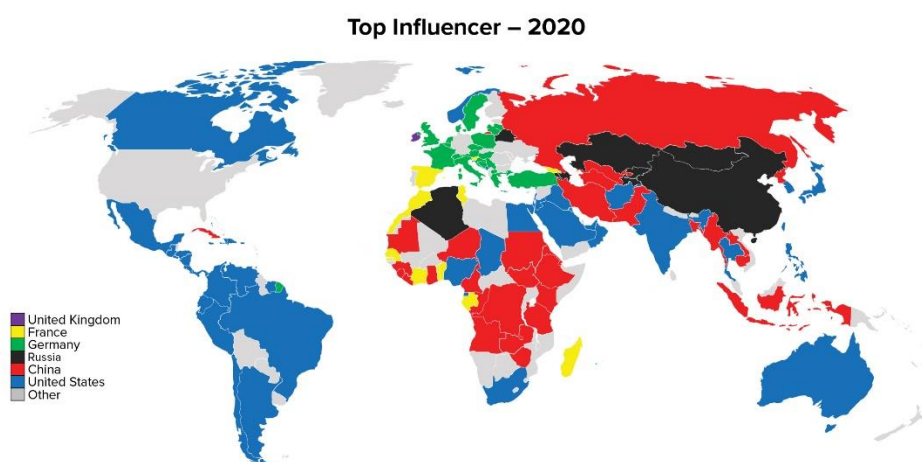 Top Influencer – 2020
United Kingdom
France
Germany
Russia
China
United States
Other